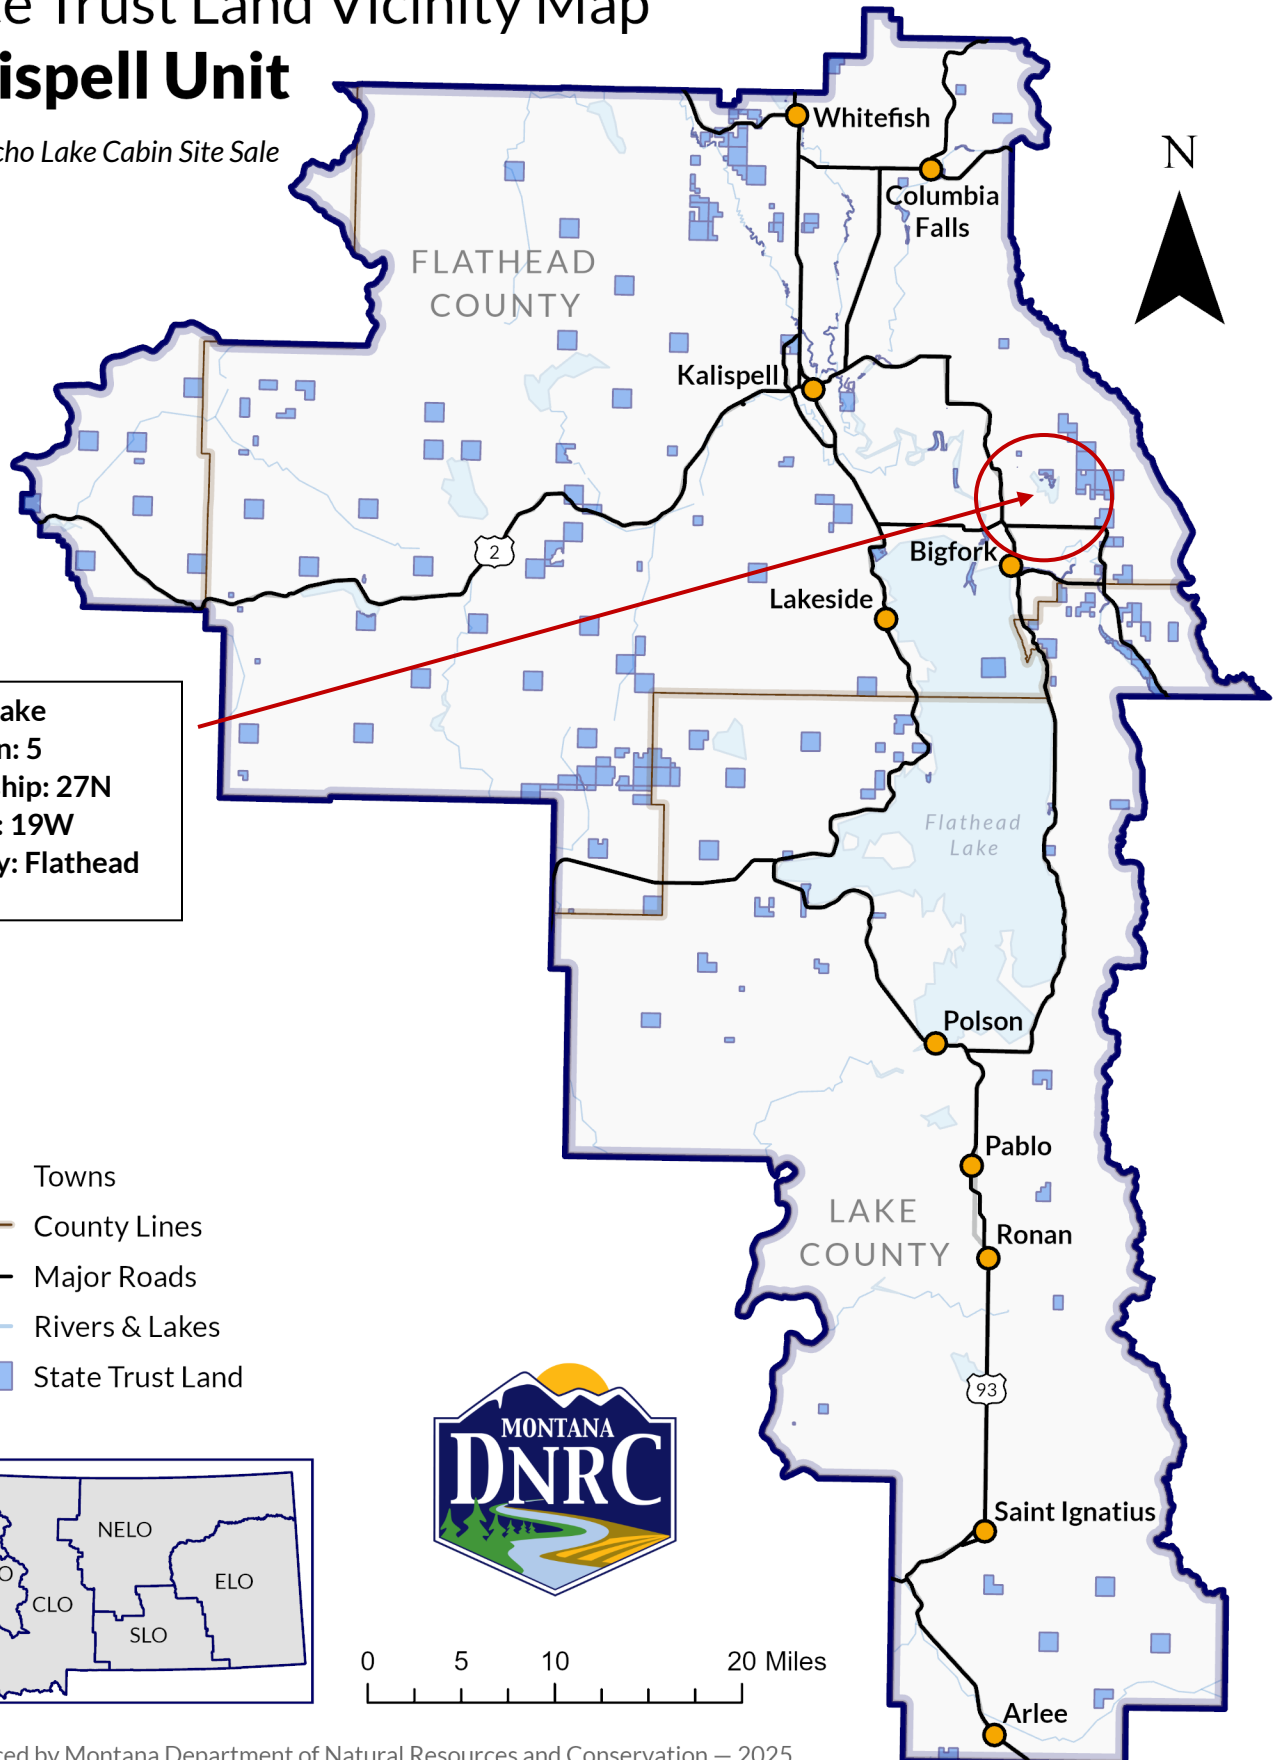 e Trust Land Vicinity Map
ispell Unit
cho Lake Cabin Site Sale
N
Whitefish
Columbia
Falls
FLATHEAD
COUNTY
Kalispell
2
Bigfork
Lakeside
ake
n: 5
hip: 27N
: 19W
y: Flathead
Flathead
Lake
Polson
Pablo
LAKE
COUNTY
Ronan
Towns
County Lines
Major Roads
Rivers & Lakes
State Trust Land
93
MONTANA
DNRC
Saint Ignatius
NELO
ELO
O
CLO
SLO
0 5 10 20 Miles
Arlee
ced by Montana Department of Natural Resources and Conservation — 2025